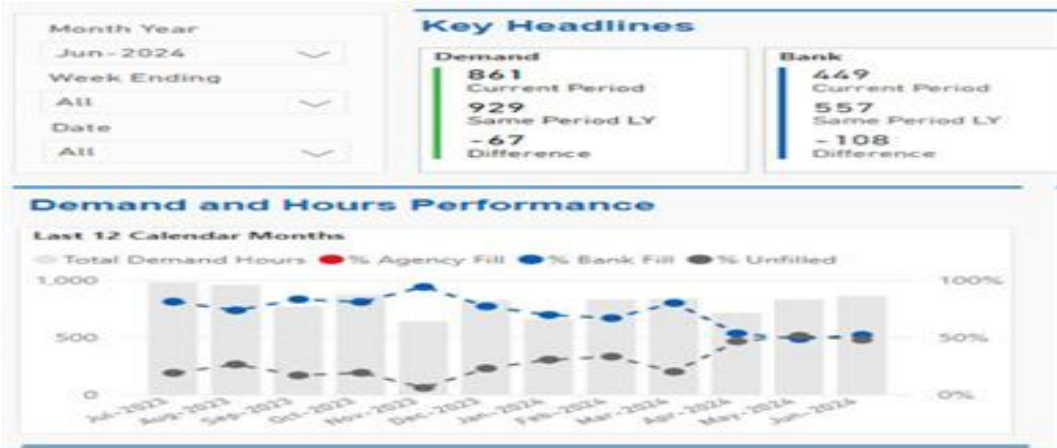 Month Year
Jun-2024
Week Ending
All
Date
All
Key Headlines
Demand
861
Current Period
929
Same Period LY
-67
Difference
Bank
449
Current Period
557
Same Period LY
-108
Difference
Demand and Hours Performance
Last 12 Calendar Months
Total Demand Hours % Agency Fill % Bank Fill % Unfilled
1,000
500
0
100%
50%
0%
Jul-2023
Aug-2023
Sep-2023
Oct-2023
Nov-2023
Dec-2023
Jan-2024
Feb-2024
Mar-2024
Apr-2024
May-2024
Jun-2024